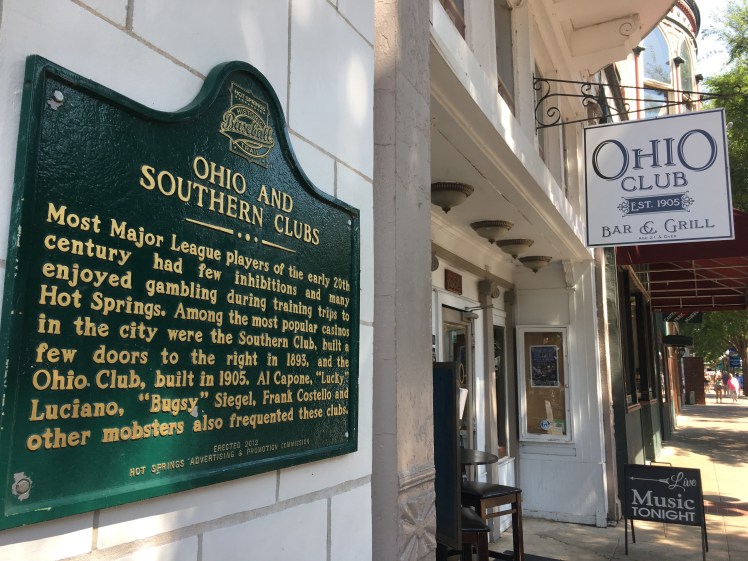 HOT SPRINGS
HISTORIC
Baseball
TRAIL
OHIO AND
SOUTHERN CLUBS
Most Major League players of the early 20th
century had few inhibitions and many
enjoyed gambling during training trips to
Hot Springs. Among the most popular casinos
in the city were the Southern Club, built a
few doors to the right in 1893, and the
Ohio Club, built in 1905. Al Capone, “Lucky”
Luciano, “Bugsy” Siegel, Frank Costello and
other mobsters also frequented these clubs.
ERECTED 2012
HOT SPRINGS ADVERTISING & PROMOTION COMMISSION
OHIO
CLUB
EST. 1905
BAR & GRILL
Live
Music
TONIGHT